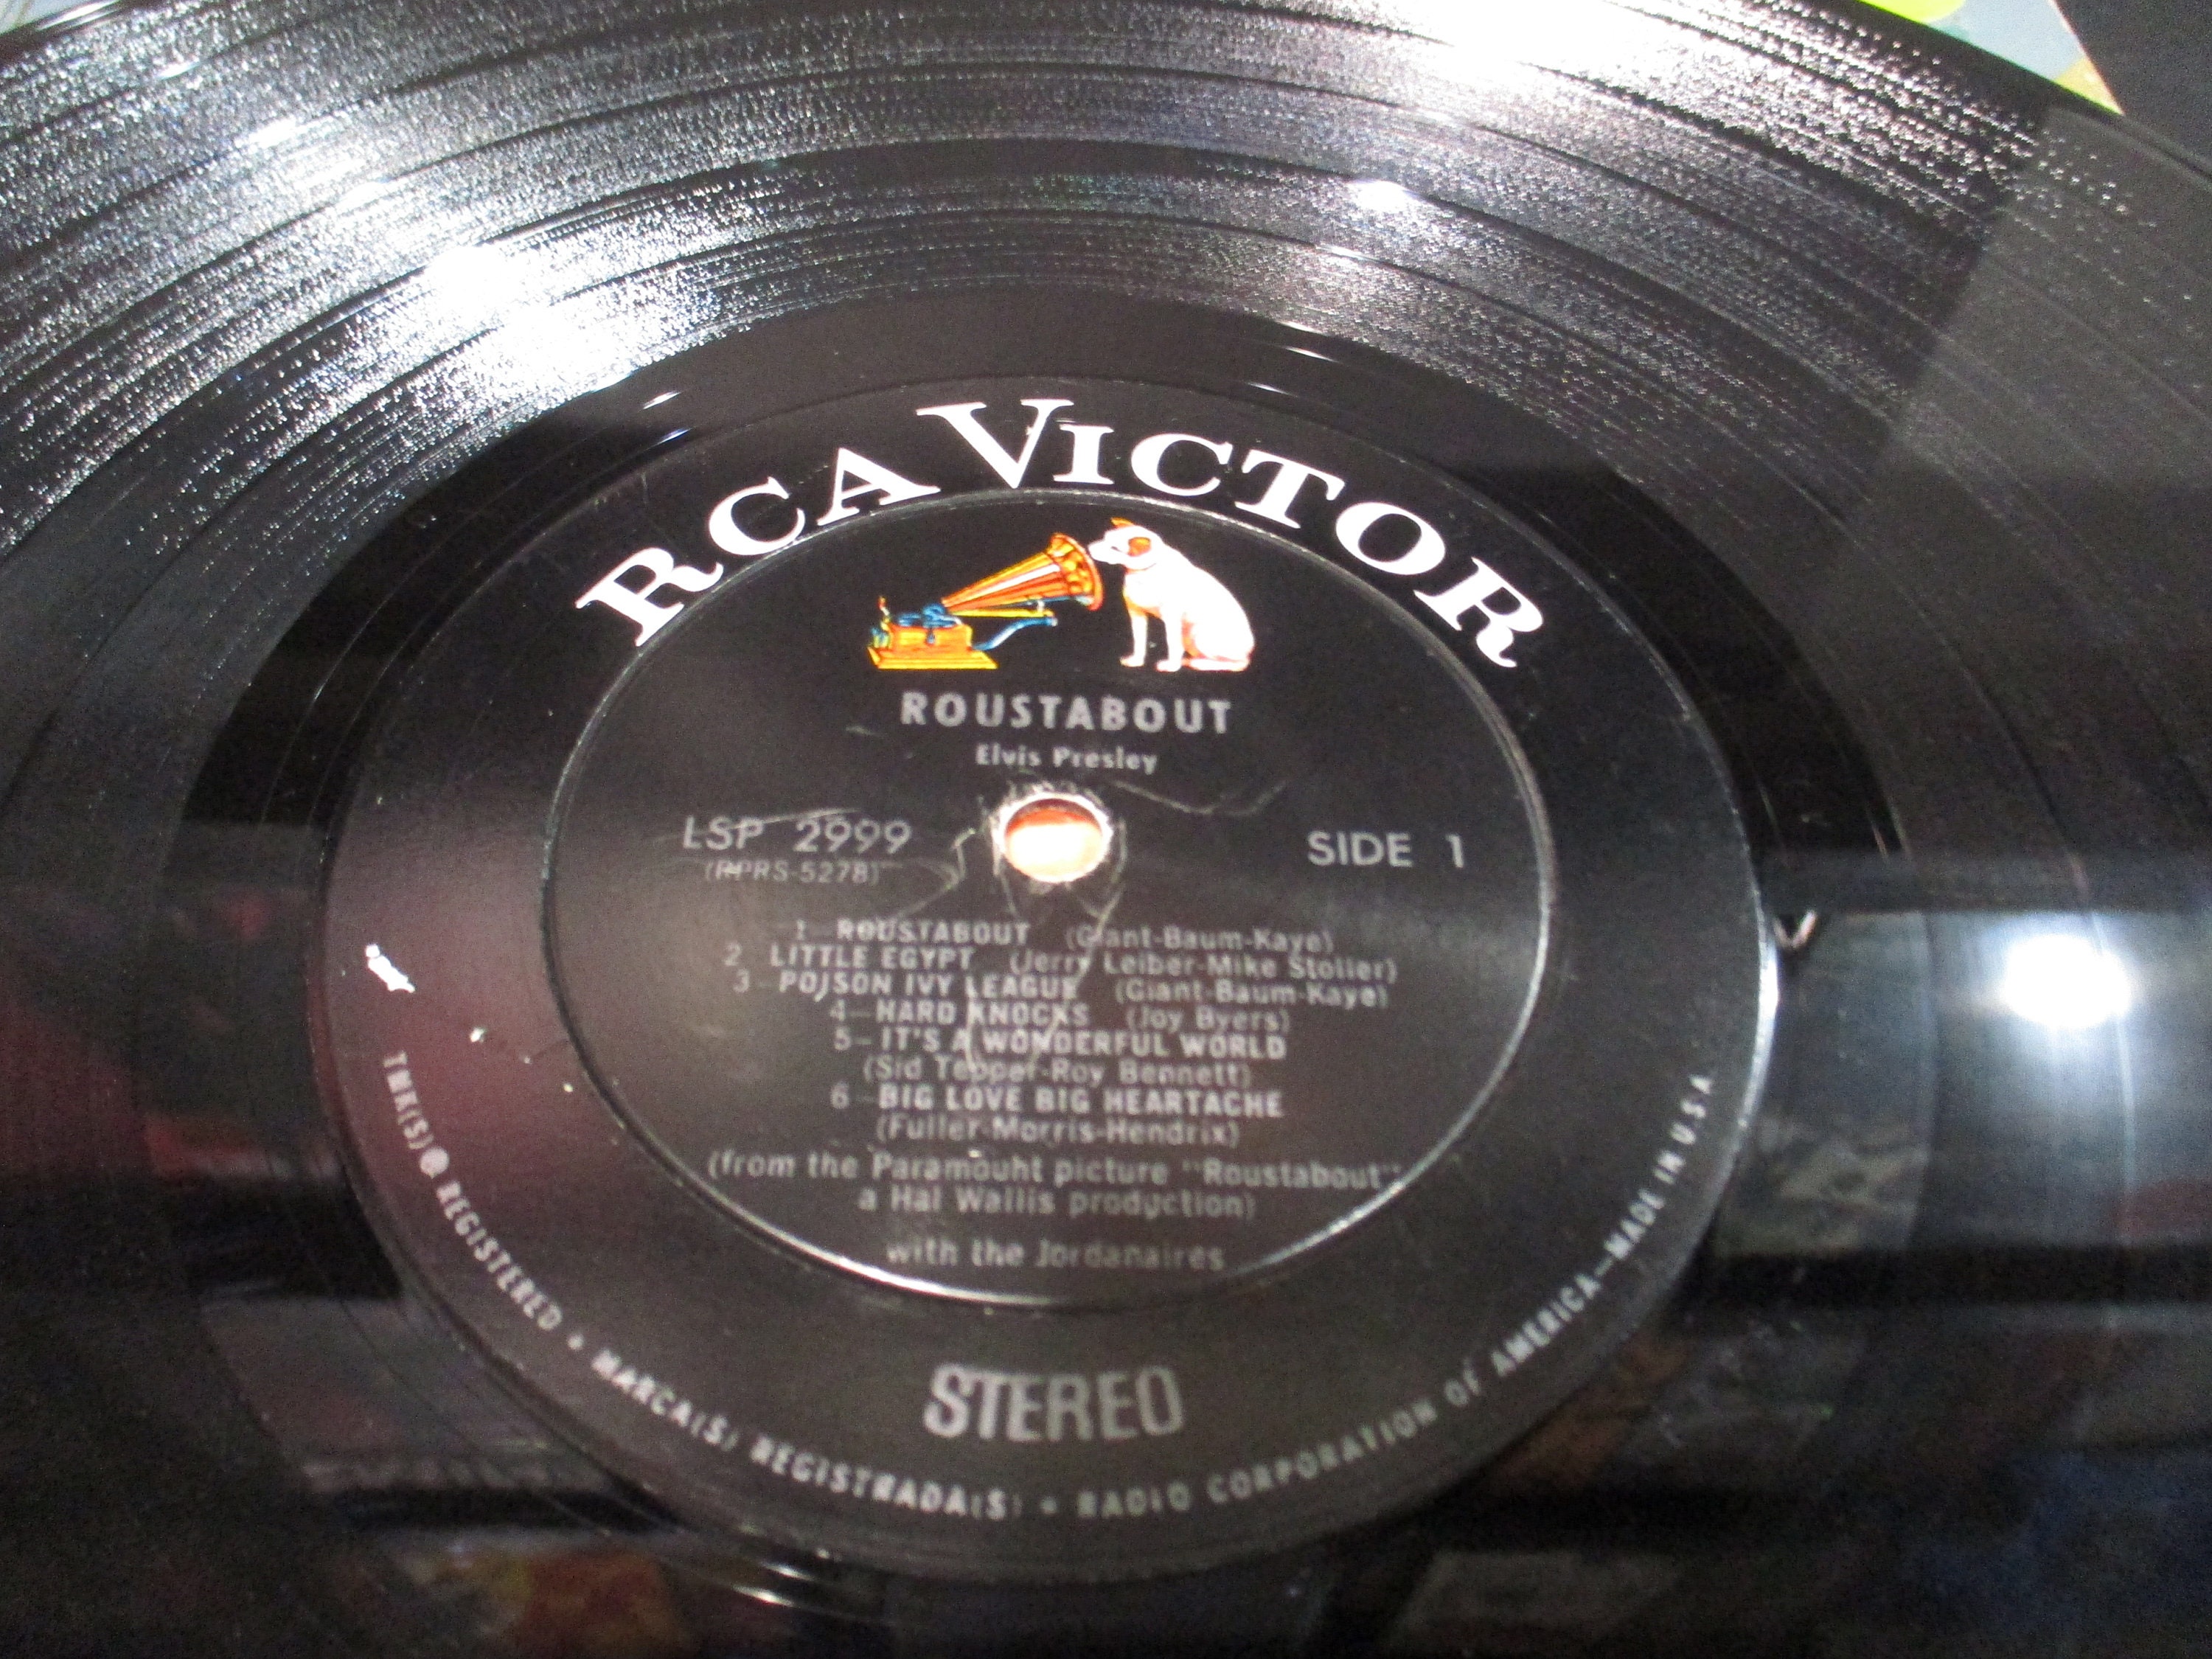 RCA VICTOR
ROUSTABOUT
Elvis Presley
LSP 2999
(RPRS-5278)
SIDE 1
1—ROUSTABOUT (Giant-Baum-Kaye)
2—LITTLE EGYPT (Jerry Leiber-Mike Stoller)
3—POISON IVY LEAGUE (Giant-Baum-Kaye)
4—HARD KNOCKS (Joy Byers)
5—IT'S A WONDERFUL WORLD
(Sid Tepper-Roy Bennett)
6—BIG LOVE BIG HEARTACHE
(Fuller-Morris-Hendrix)
(from the Paramount picture "Roustabout"
a Hal Wallis production)
with the Jordanaires
STEREO
TMK(S) ® REGISTERED • MARCA(S) REGISTRADA(S) • RADIO CORPORATION OF AMERICA—MADE IN U.S.A.